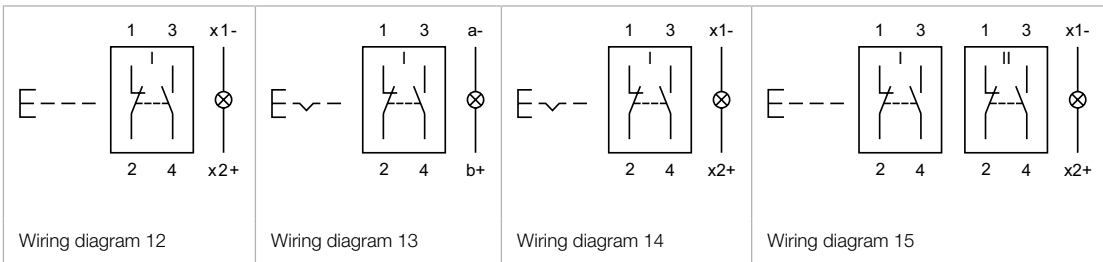 1 3 x1-
I
2 4 x2+
Wiring diagram 12
1 3 a-
I
2 4 b+
Wiring diagram 13
1 3 x1-
I
2 4 x2+
Wiring diagram 14
1 3 1 3 x1-
I II
2 4 2 4 x2+
Wiring diagram 15